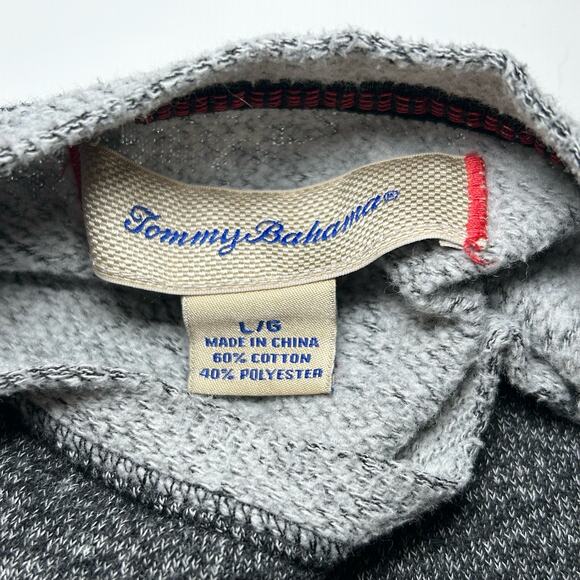 Tommy Bahama®
L/G
MADE IN CHINA
60% COTTON
40% POLYESTER